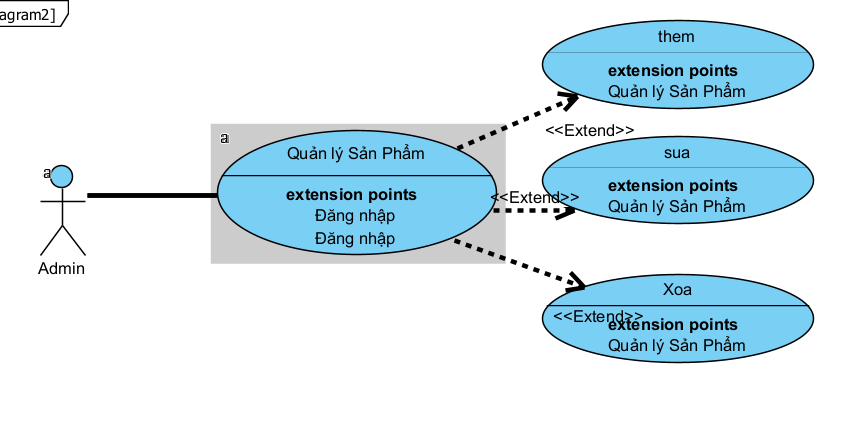 agram2]
them
extension points
Quản lý Sản Phẩm
<<Extend>>
a
Quản lý Sản Phẩm
extension points
Đăng nhập
Đăng nhập
a
Admin
sua
extension points
Quản lý Sản Phẩm
<<Extend>>
Xoa
<<Extend>>
extension points
Quản lý Sản Phẩm